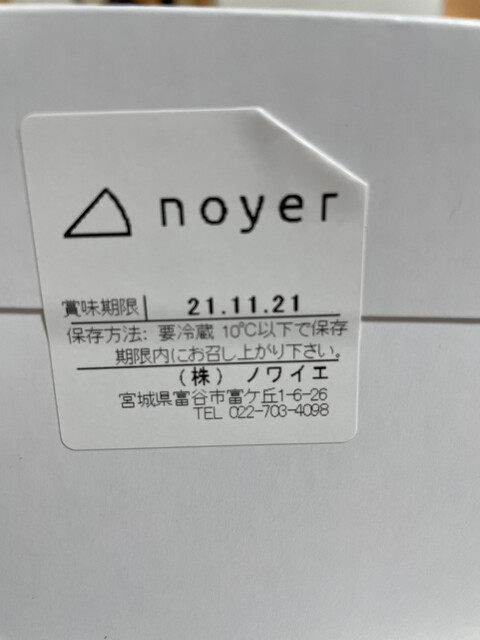 noyer
賞味期限 21.11.21
保存方法: 要冷蔵 10℃以下で保存
期限内にお召し上がり下さい。
(株) ノワイエ
宮城県富谷市富ケ丘1-6-26
TEL 022-703-4098